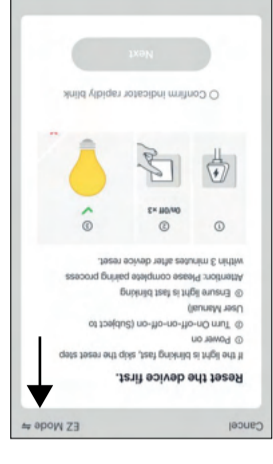 Cancel EZ Mode ⇋
Reset the device first.
If the light is blinking fast, skip the reset step
① Power on
② Turn On-off-on-off-on (Subject to
User Manual)
③ Ensure light is fast blinking
Attention: Please complete pairing process
within 3 minutes after device reset.
① ② ③
On/Off ×3
Confirm indicator rapidly blink
Next